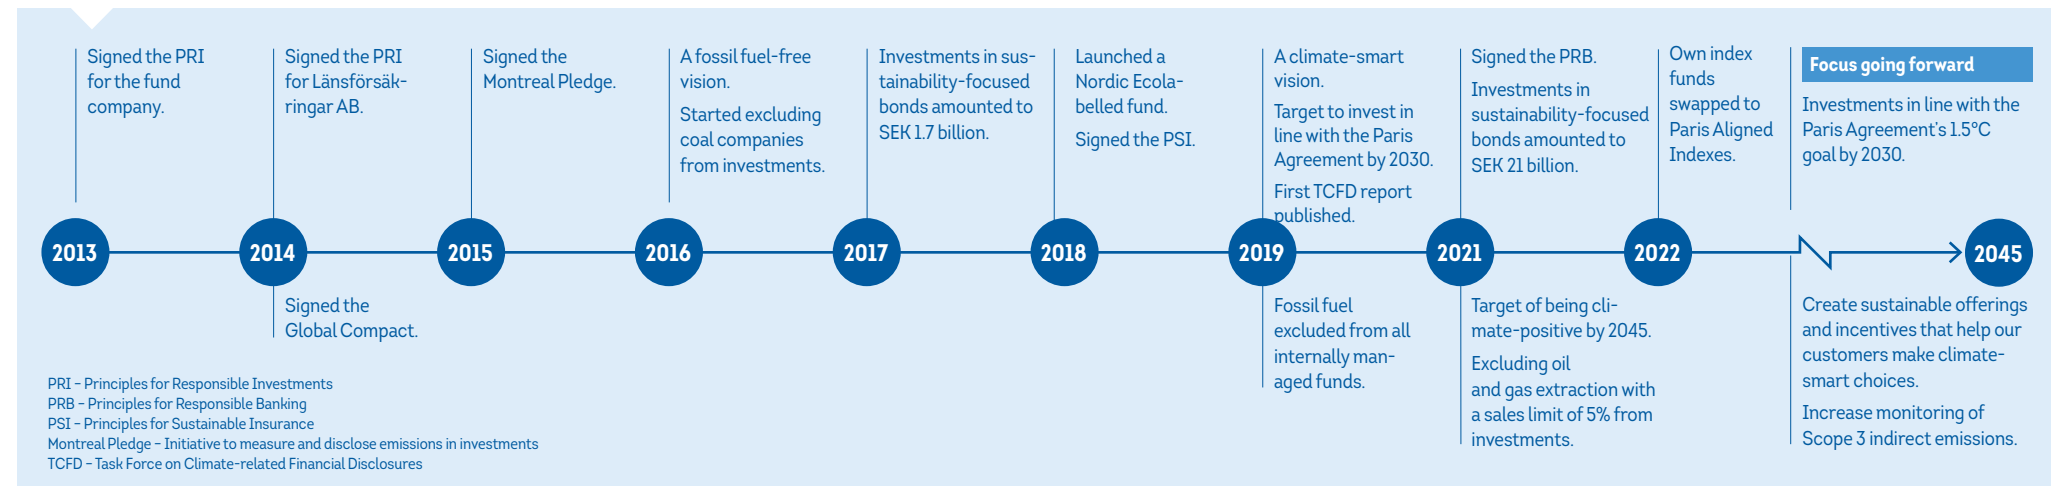 Signed the PRI
for the fund
company.
Signed the PRI
for Länsförsäk-
ringar AB.
Signed the
Montreal Pledge.
A fossil fuel-free
vision.
Started excluding
coal companies
from investments.
Investments in sus-
tainability-focused
bonds amounted to
SEK 1.7 billion.
Launched a
Nordic Ecola-
belled fund.
Signed the PSI.
A climate-smart
vision.
Target to invest in
line with the Paris
Agreement by 2030.
First TCFD report
published.
Signed the PRB.
Investments in
sustainability-focused
bonds amounted to
SEK 21 billion.
Own index
funds
swapped to
Paris Aligned
Indexes.
Focus going forward
Investments in line with the
Paris Agreement's 1.5°C
goal by 2030.
2013
2014
2015
2016
2017
2018
2019
2021
2022
2045
Signed the
Global Compact.
Fossil fuel
excluded from all
internally man-
aged funds.
Target of being cli-
mate-positive by 2045.
Excluding oil
and gas extraction with
a sales limit of 5% from
investments.
Create sustainable offerings
and incentives that help our
customers make climate-
smart choices.
Increase monitoring of
Scope 3 indirect emissions.
PRI – Principles for Responsible Investments
PRB – Principles for Responsible Banking
PSI – Principles for Sustainable Insurance
Montreal Pledge – Initiative to measure and disclose emissions in investments
TCFD – Task Force on Climate-related Financial Disclosures